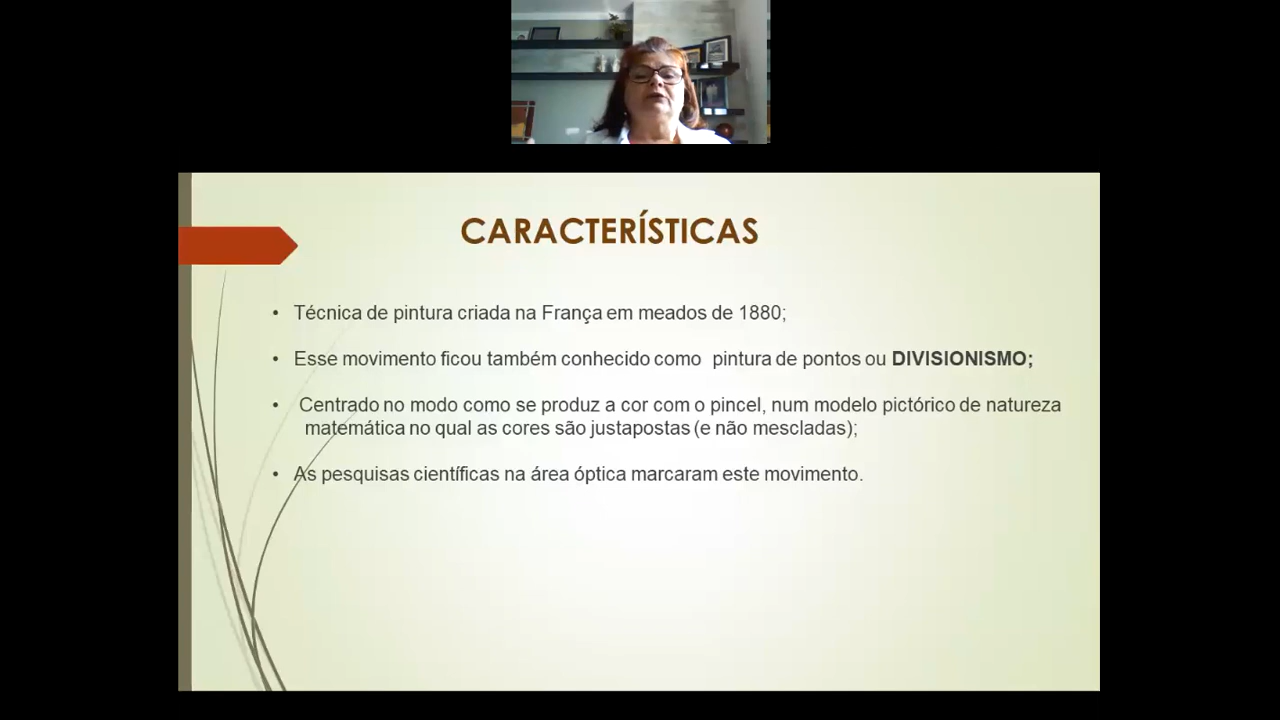 CARACTERÍSTICAS
• Técnica de pintura criada na França em meados de 1880;
• Esse movimento ficou também conhecido como pintura de pontos ou DIVISIONISMO;
• Centrado no modo como se produz a cor com o pincel, num modelo pictórico de natureza
matemática no qual as cores são justapostas (e não mescladas);
• As pesquisas científicas na área óptica marcaram este movimento.